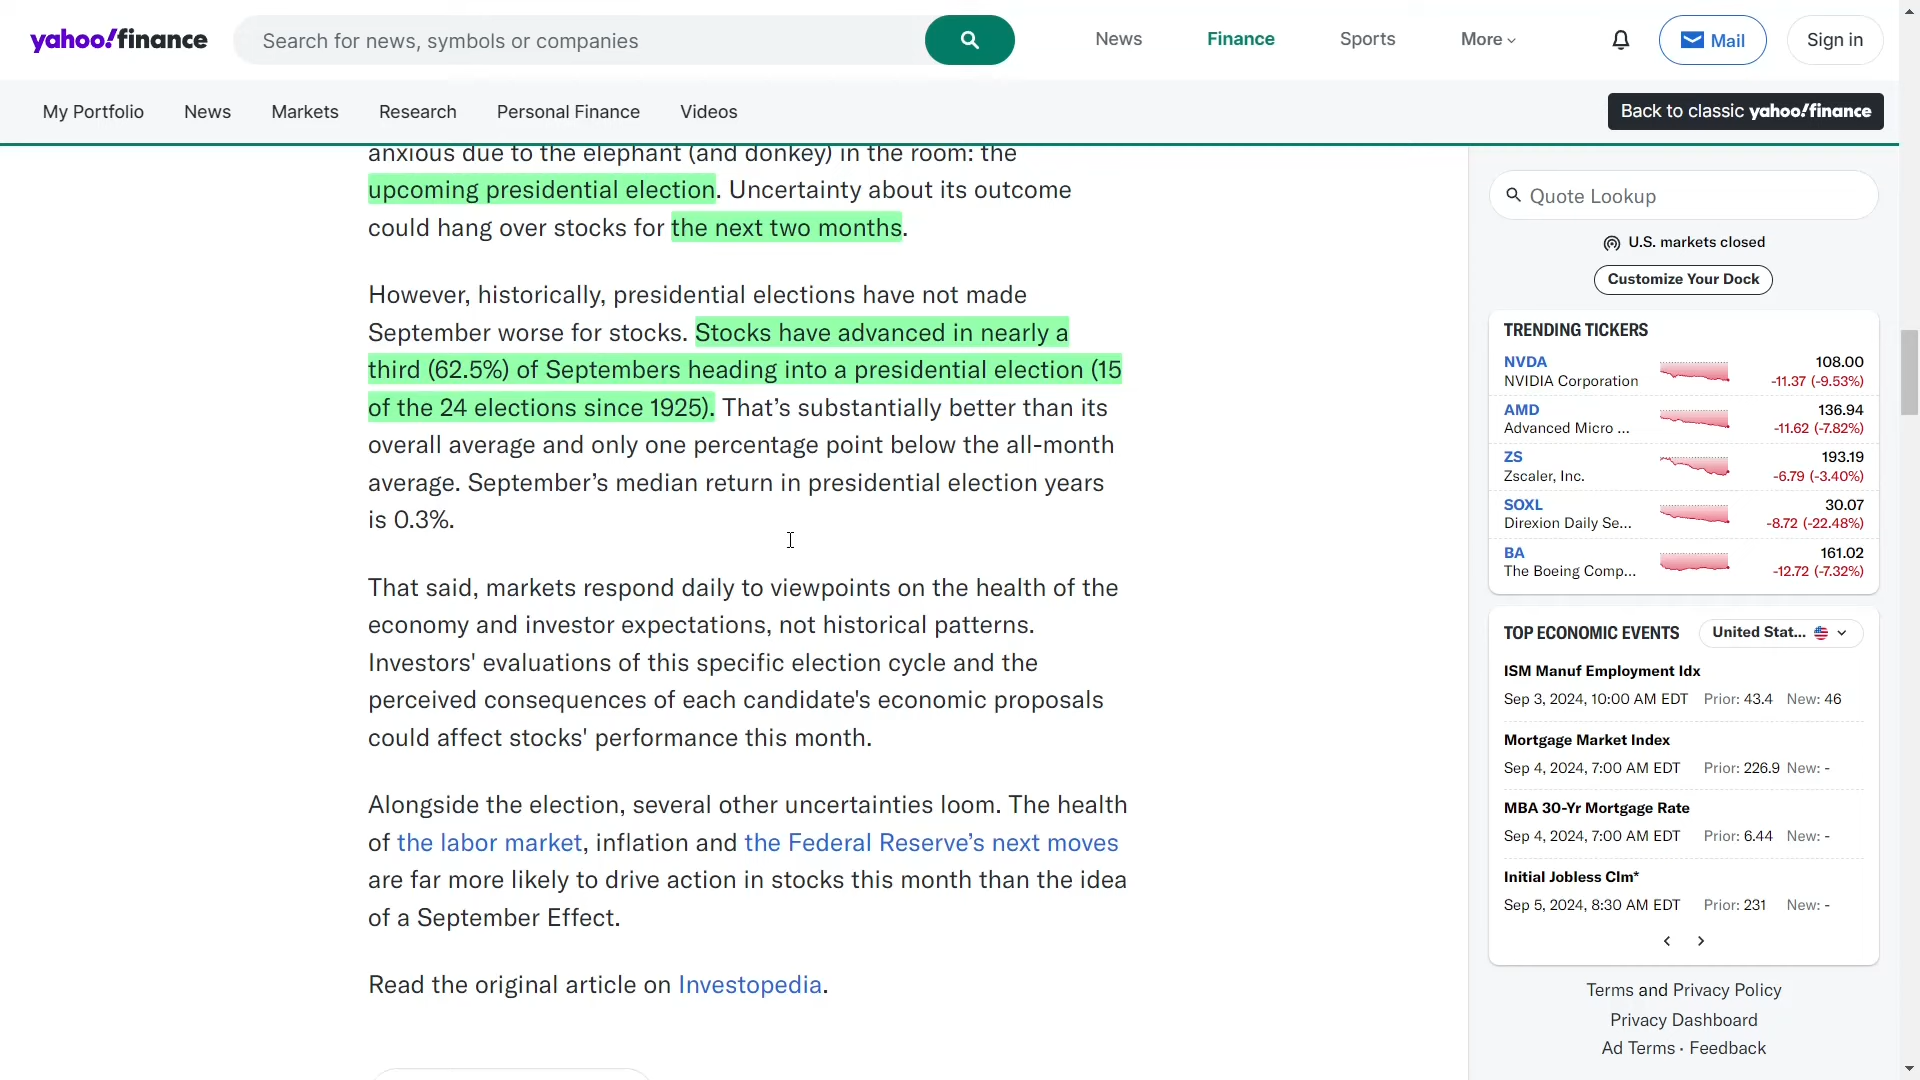 yahoo!finance
Search for news, symbols or companies
News
Finance
Sports
More
Mail
Sign in
My Portfolio
News
Markets
Research
Personal Finance
Videos
Back to classic yahoo!finance
anxious due to the elephant (and donkey) in the room: the
upcoming presidential election. Uncertainty about its outcome
could hang over stocks for the next two months.
However, historically, presidential elections have not made
September worse for stocks. Stocks have advanced in nearly a
third (62.5%) of Septembers heading into a presidential election (15
of the 24 elections since 1925). That’s substantially better than its
overall average and only one percentage point below the all-month
average. September’s median return in presidential election years
is 0.3%.
That said, markets respond daily to viewpoints on the health of the
economy and investor expectations, not historical patterns.
Investors' evaluations of this specific election cycle and the
perceived consequences of each candidate's economic proposals
could affect stocks' performance this month.
Alongside the election, several other uncertainties loom. The health
of the labor market, inflation and the Federal Reserve’s next moves
are far more likely to drive action in stocks this month than the idea
of a September Effect.
Read the original article on Investopedia.
Quote Lookup
U.S. markets closed
Customize Your Dock
TRENDING TICKERS
NVDA 108.00
NVIDIA Corporation -11.37 (-9.53%)
AMD 136.94
Advanced Micro ... -11.62 (-7.82%)
ZS 193.19
Zscaler, Inc. -6.79 (-3.40%)
SOXL 30.07
Direxion Daily Se... -8.72 (-22.48%)
BA 161.02
The Boeing Comp... -12.72 (-7.32%)
TOP ECONOMIC EVENTS United Stat...
ISM Manuf Employment Idx
Sep 3, 2024, 10:00 AM EDT Prior: 43.4 New: 46
Mortgage Market Index
Sep 4, 2024, 7:00 AM EDT Prior: 226.9 New: -
MBA 30-Yr Mortgage Rate
Sep 4, 2024, 7:00 AM EDT Prior: 6.44 New: -
Initial Jobless Clm*
Sep 5, 2024, 8:30 AM EDT Prior: 231 New: -
Terms and Privacy Policy
Privacy Dashboard
Ad Terms · Feedback